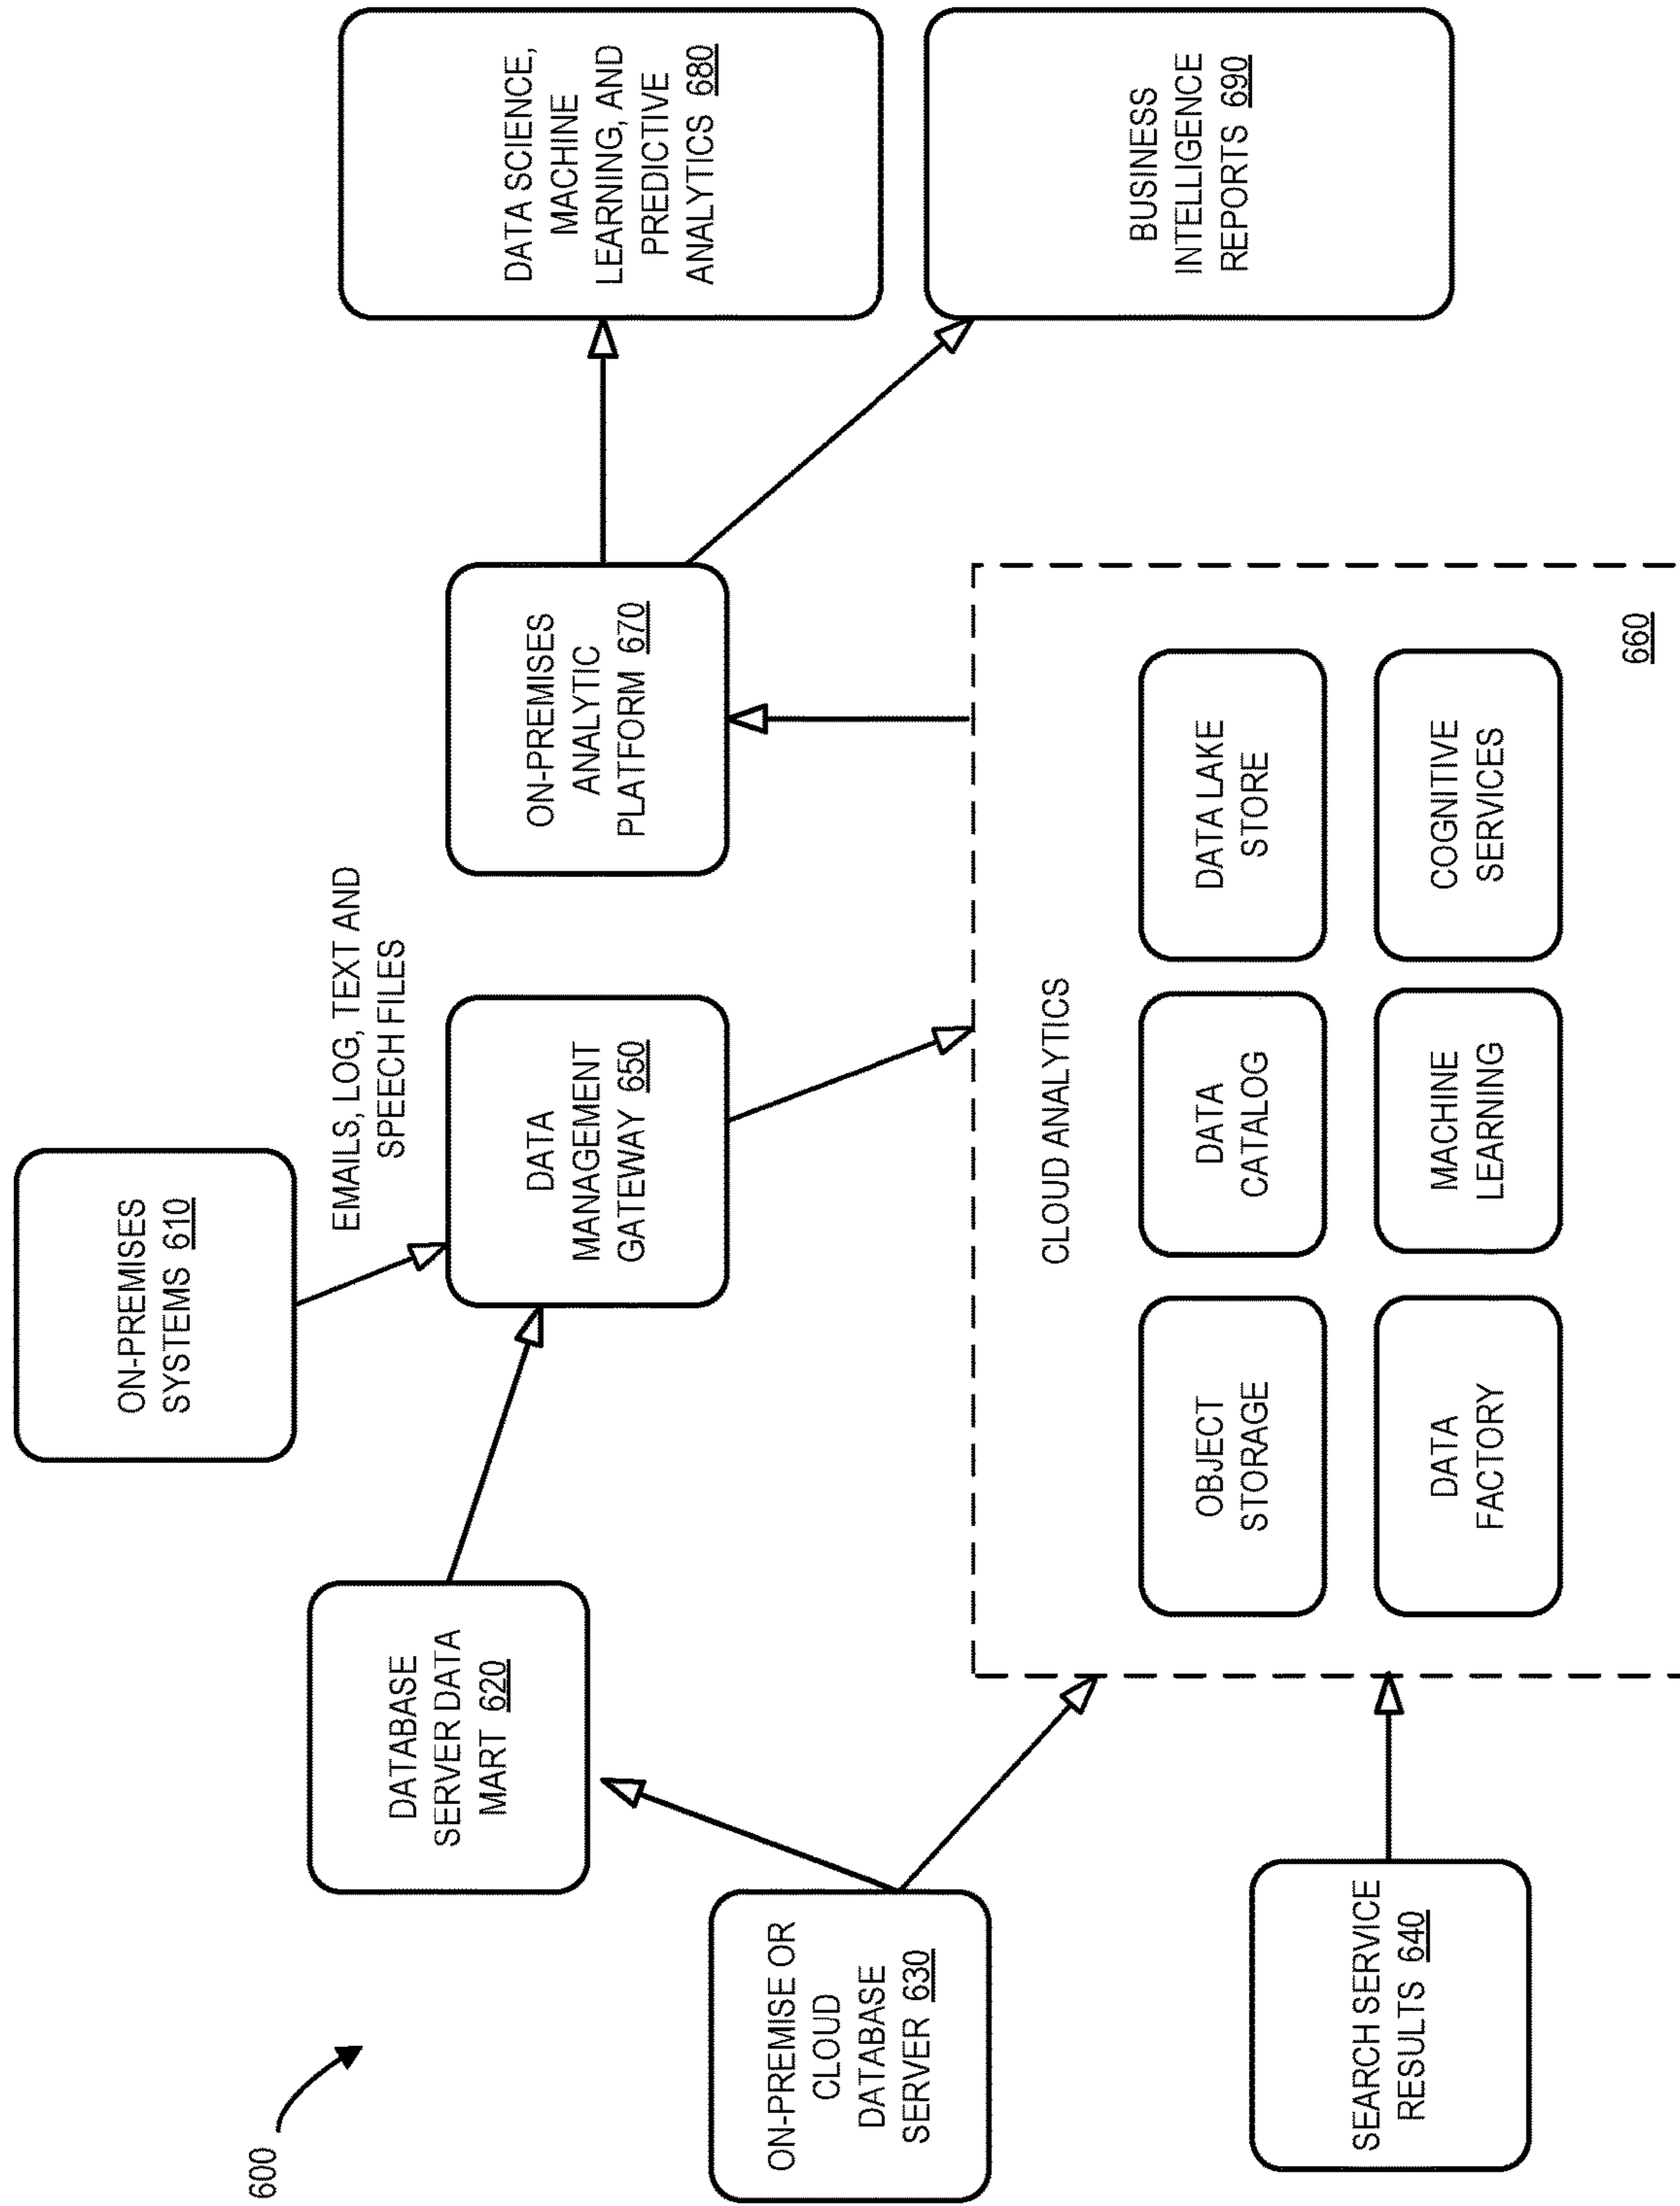 600
ON-PREMISES
SYSTEMS 610
EMAILS, LOG, TEXT AND
SPEECH FILES
DATABASE
SERVER DATA
MART 620
DATA
MANAGEMENT
GATEWAY 650
ON-PREMISES
ANALYTIC
PLATFORM 670
DATA SCIENCE,
MACHINE
LEARNING, AND
PREDICTIVE
ANALYTICS 680
ON-PREMISE OR
CLOUD
DATABASE
SERVER 630
BUSINESS
INTELLIGENCE
REPORTS 690
CLOUD ANALYTICS
OBJECT
STORAGE
DATA
CATALOG
DATA LAKE
STORE
DATA
FACTORY
MACHINE
LEARNING
COGNITIVE
SERVICES
660
SEARCH SERVICE
RESULTS 640